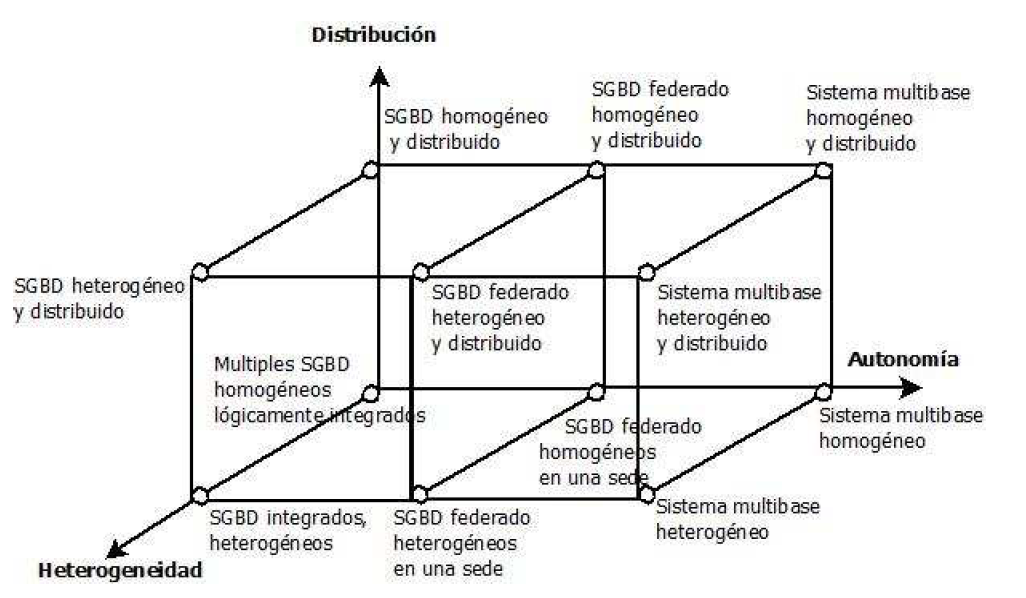 Distribución
SGBD homogéneo
y distribuido
SGBD federado
homogéneo
y distribuido
Sistema multibase
homogéneo
y distribuido
SGBD heterogéneo
y distribuido
SGBD federado
heterogéneo
y distribuido
Sistema multibase
heterogéneo
y distribuido
Autonomía
Multiples SGBD
homogéneos
lógicamente integrados
SGBD federado
homogéneos
en una sede
Sistema multibase
homogéneo
SGBD integrados,
heterogéneos
SGBD federado
heterogéneos
en una sede
Sistema multibase
heterogéneo
Heterogeneidad